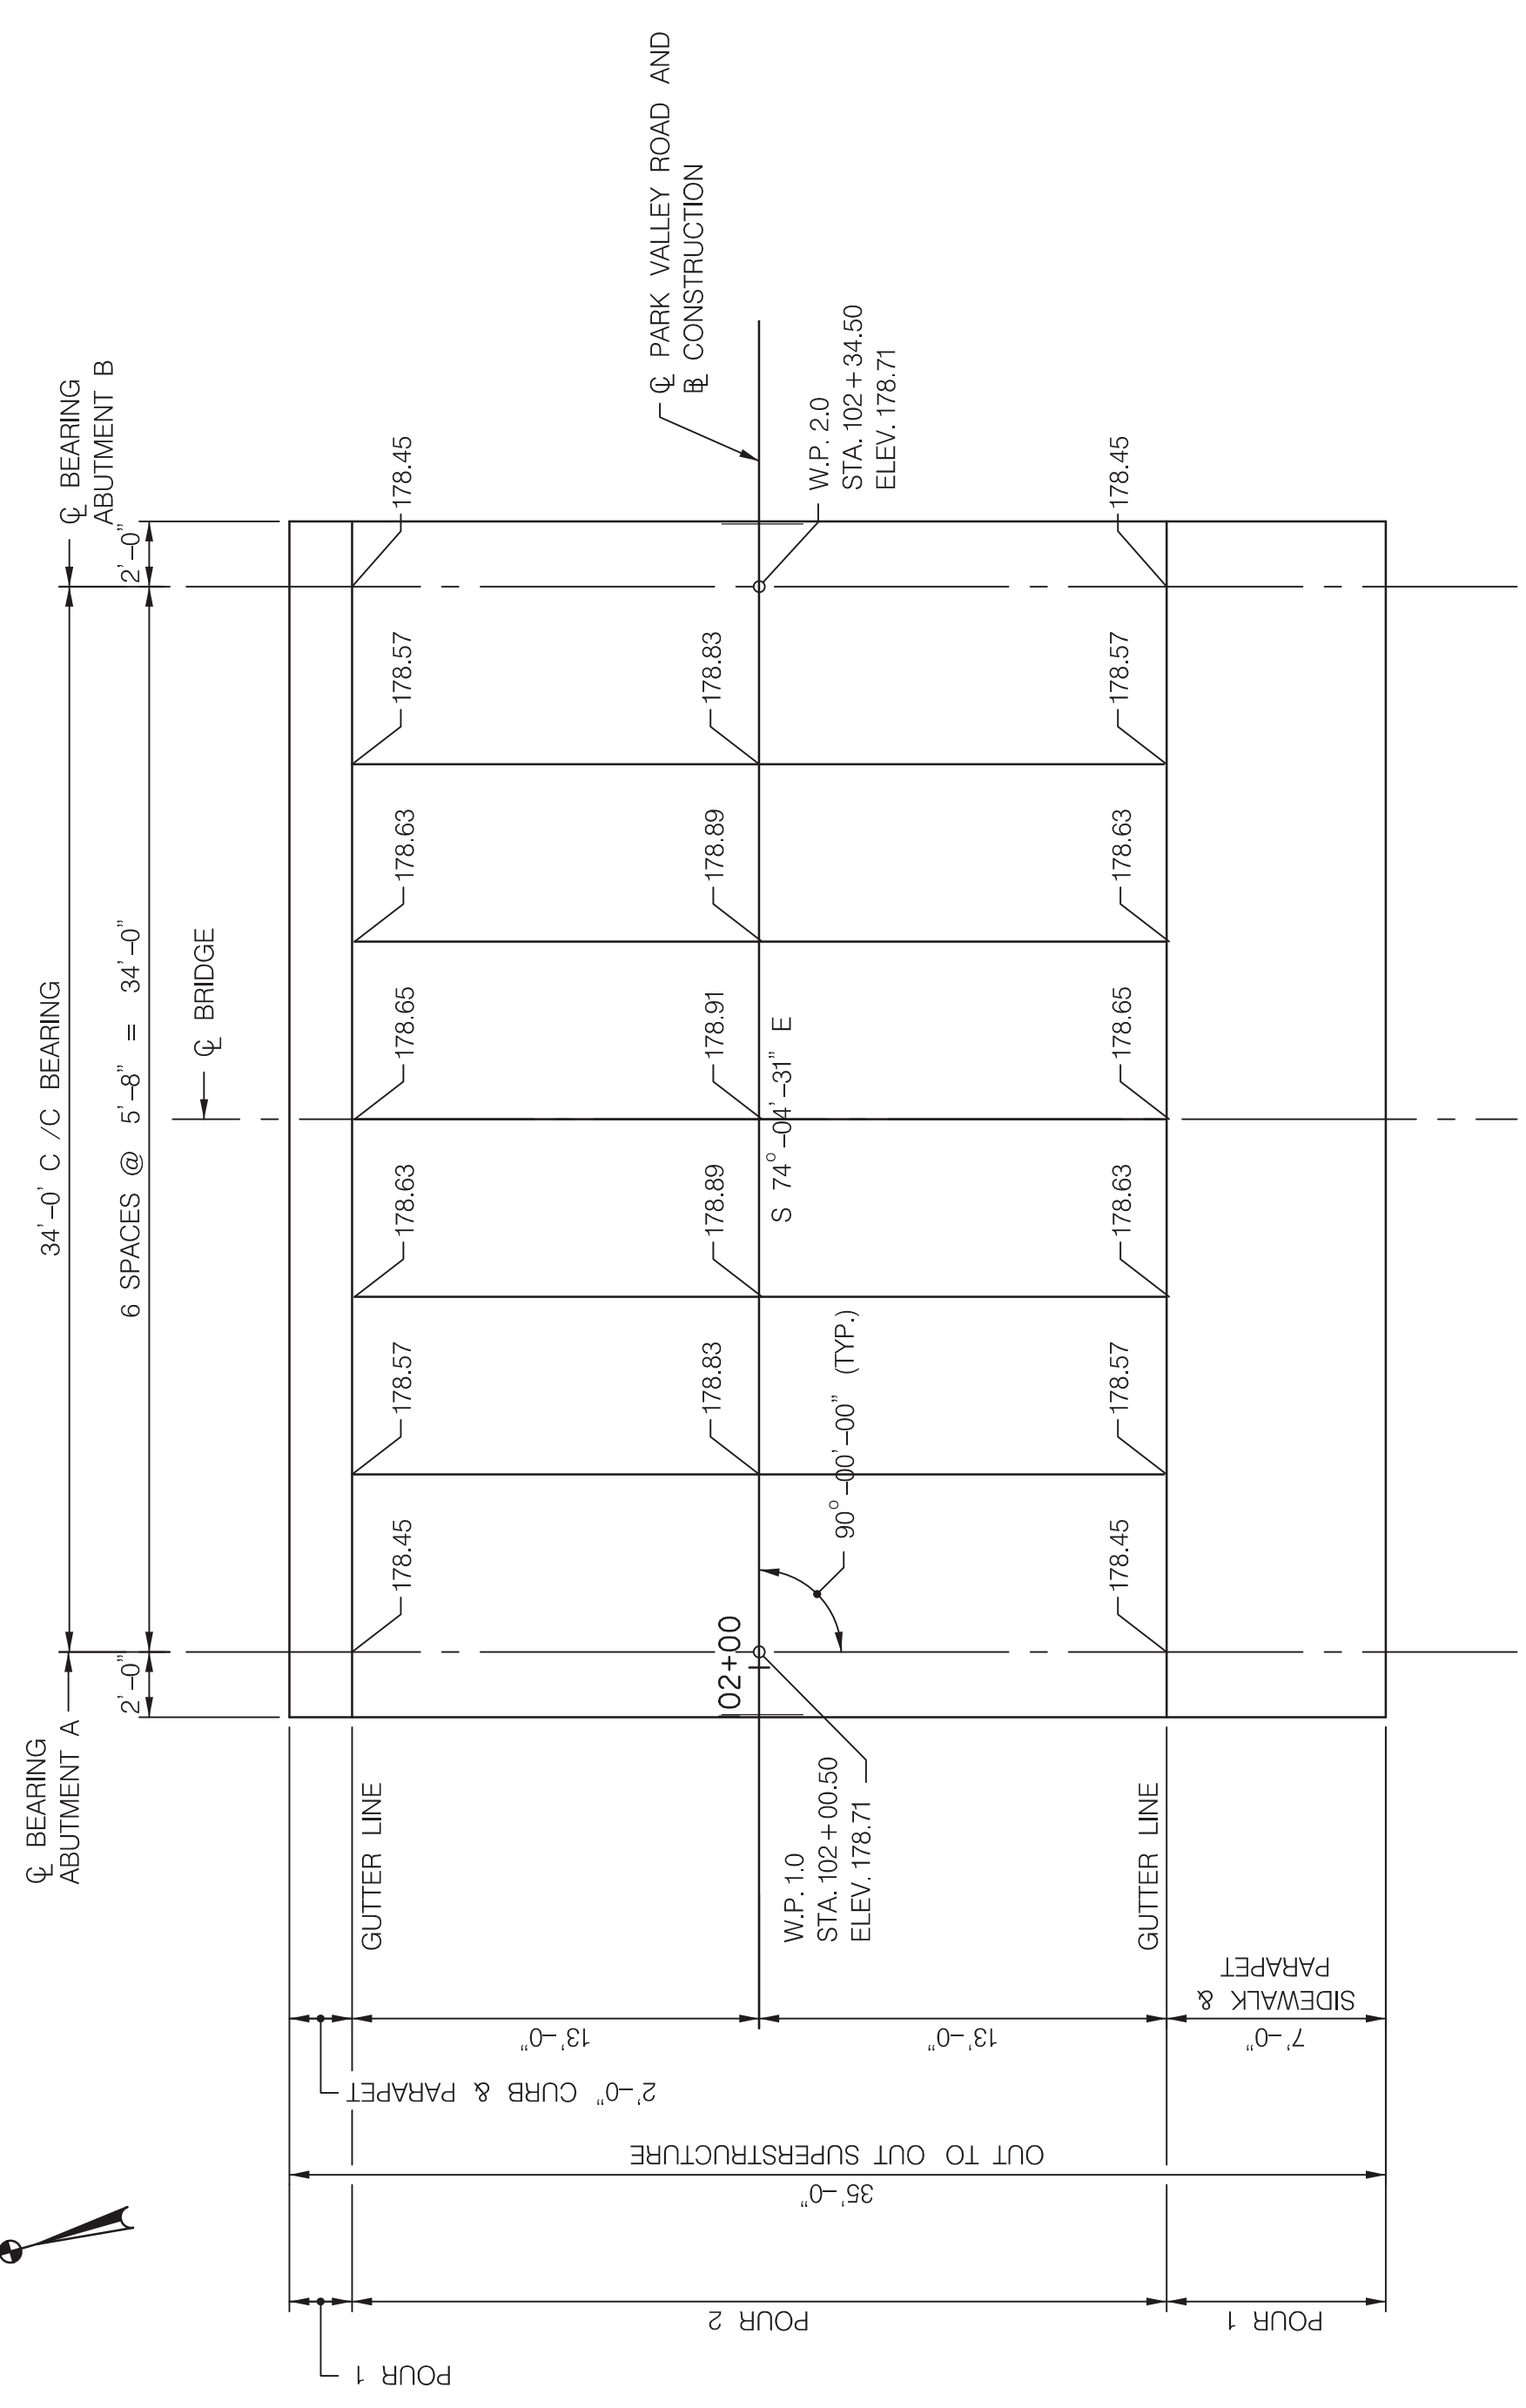 ℄ BEARING
ABUTMENT A
34'-0' C /C BEARING
℄ BEARING
ABUTMENT B
2'-0"
6 SPACES @ 5'-8" = 34'-0"
2'-0"
℄ BRIDGE
178.45
178.57
178.63
178.65
178.63
178.57
178.45
GUTTER LINE
02+00
178.83
178.89
178.91
178.89
178.83
℄ PARK VALLEY ROAD AND
B CONSTRUCTION
S 74°-04'-31" E
W.P. 1.0
STA. 102+00.50
ELEV. 178.71
90°-00'-00" (TYP.)
W.P. 2.0
STA. 102+34.50
ELEV. 178.71
178.45
178.57
178.63
178.65
178.63
178.57
178.45
GUTTER LINE
SIDEWALK &
PARAPET
7'-0"
13'-0"
13'-0"
2'-0" CURB & PARAPET
OUT TO OUT SUPERSTRUCTURE
35'-0"
POUR 1
POUR 2
POUR 1